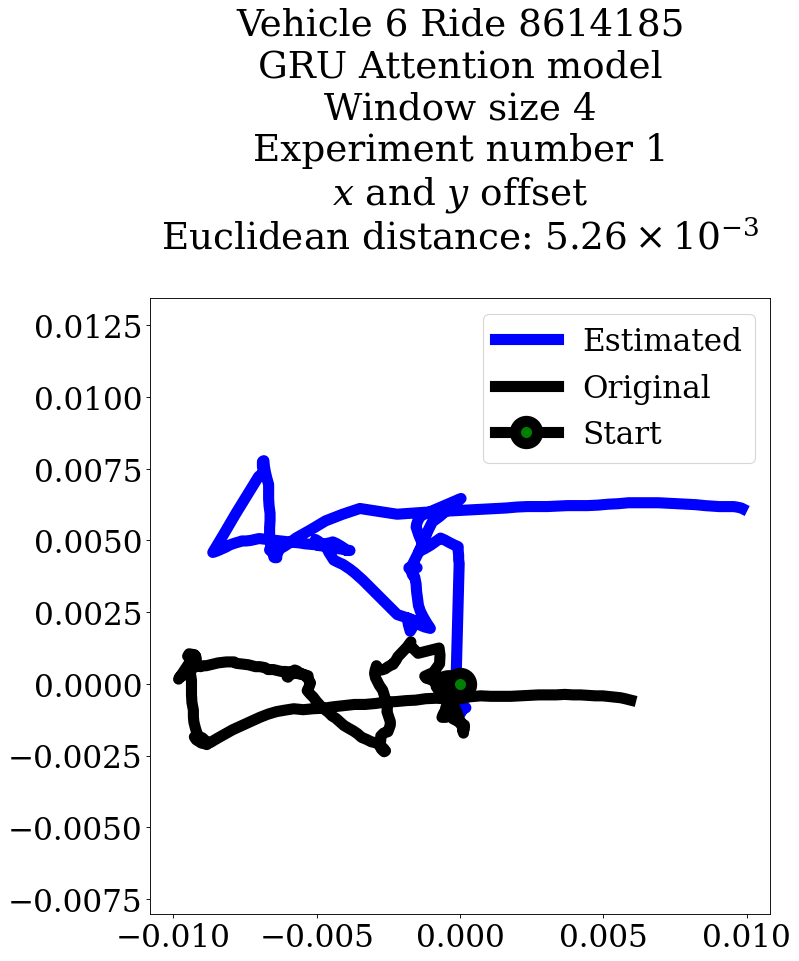 Vehicle 6 Ride 8614185
GRU Attention model
Window size 4
Experiment number 1
x and y offset
Euclidean distance: 5.26 × 10⁻³
Estimated
Original
Start
0.0125
0.0100
0.0075
0.0050
0.0025
0.0000
−0.0025
−0.0050
−0.0075
−0.010 −0.005 0.000 0.005 0.010